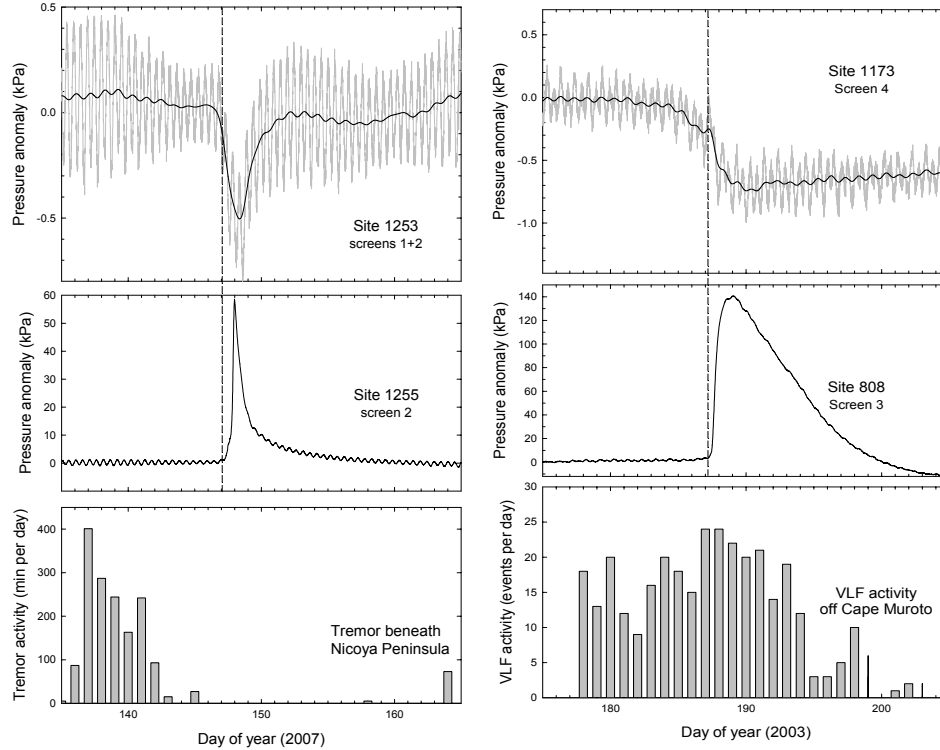 0.5
0.0
-0.5
Pressure anomaly (kPa)
Site 1253
screens 1+2
0.5
0.0
-0.5
-1.0
Pressure anomaly (kPa)
Site 1173
Screen 4
60
50
40
30
20
10
0
Pressure anomaly (kPa)
Site 1255
screen 2
140
120
100
80
60
40
20
0
Pressure anomaly (kPa)
Site 808
Screen 3
400
300
200
100
0
Tremor activity (min per day)
Tremor beneath
Nicoya Peninsula
140
150
160
Day of year (2007)
30
25
20
15
10
5
0
VLF activity (events per day)
VLF activity
off Cape Muroto
180
190
200
Day of year (2003)